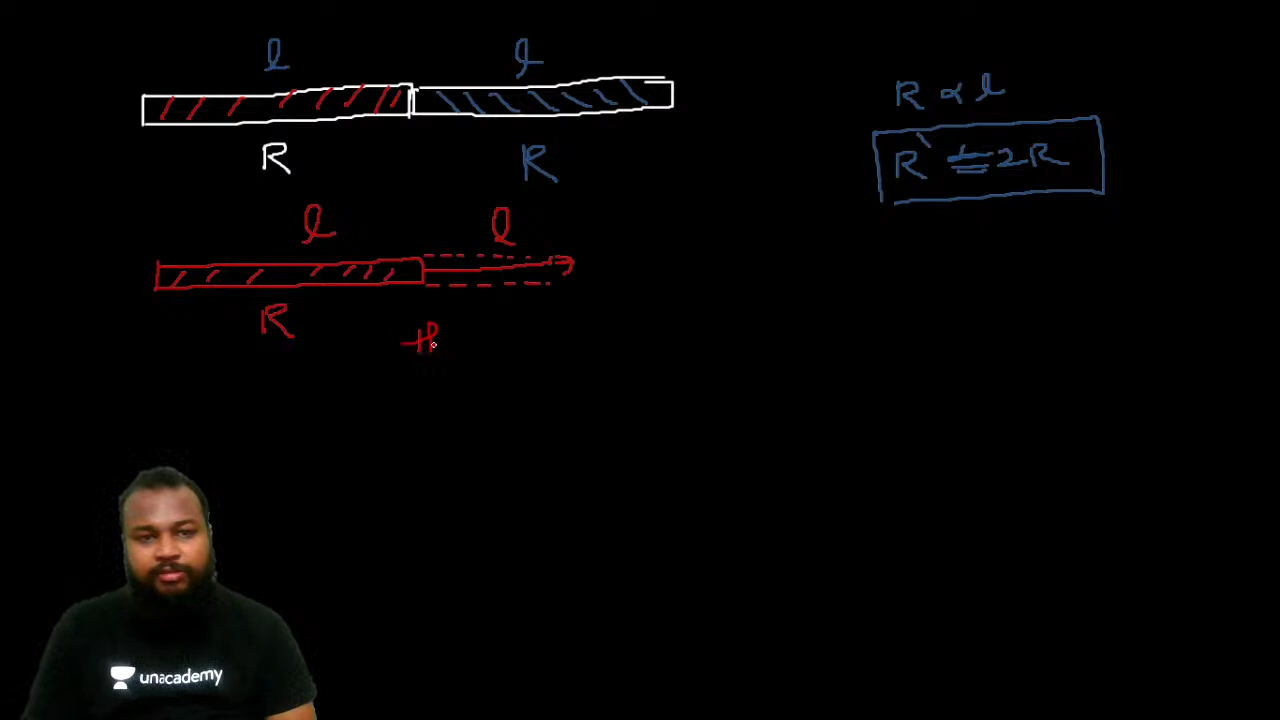 l l
R R
R ∝ l
R` = 2R
l l
R
unacademy